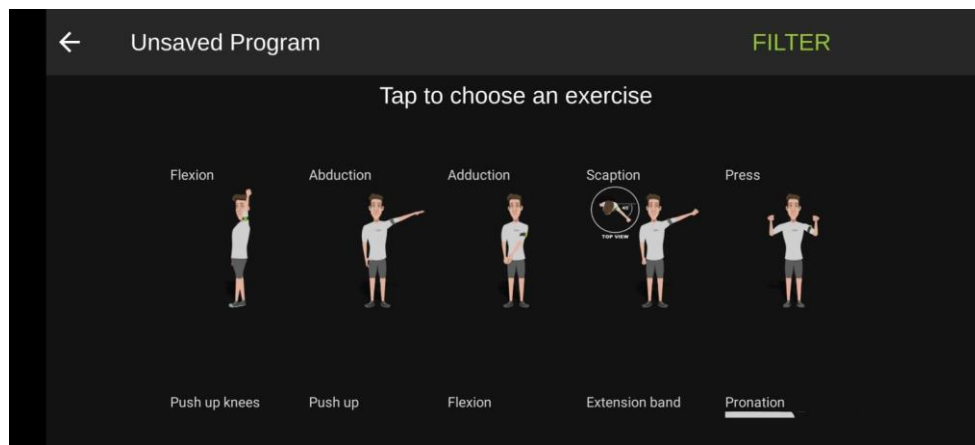 Unsaved Program
FILTER
Tap to choose an exercise
Flexion
Abduction
Adduction
Scaption
Press
45°
TOP VIEW
Push up knees
Push up
Flexion
Extension band
Pronation